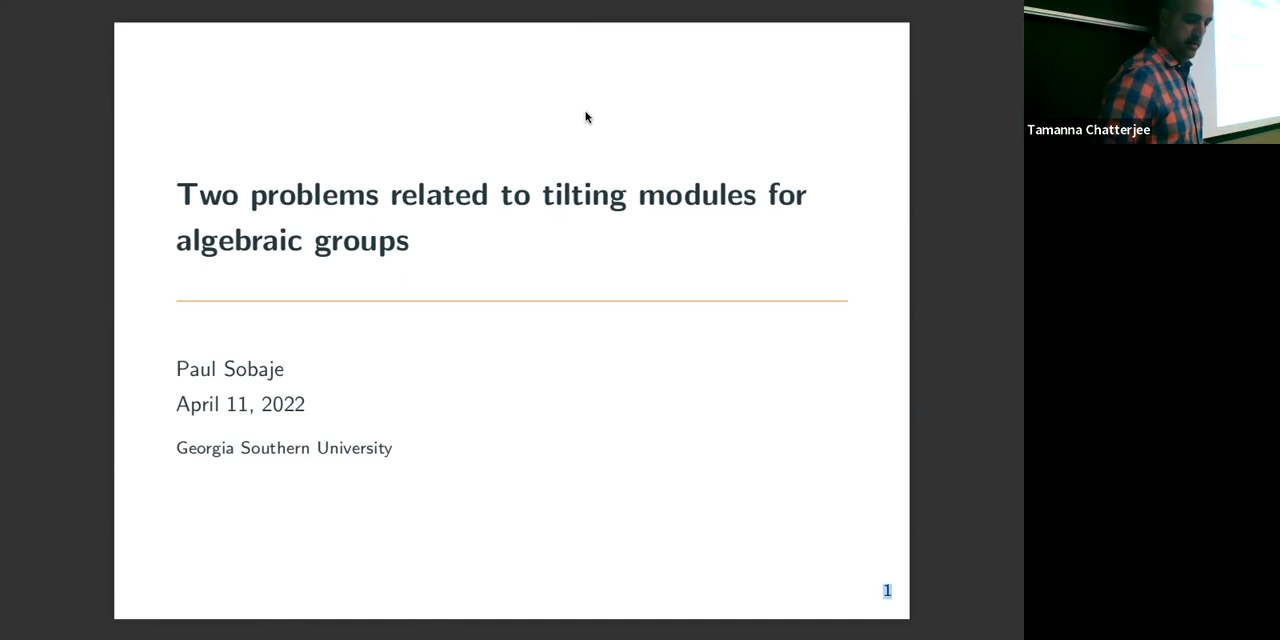 Two problems related to tilting modules for
algebraic groups
Paul Sobaje
April 11, 2022
Georgia Southern University
1
Tamanna Chatterjee